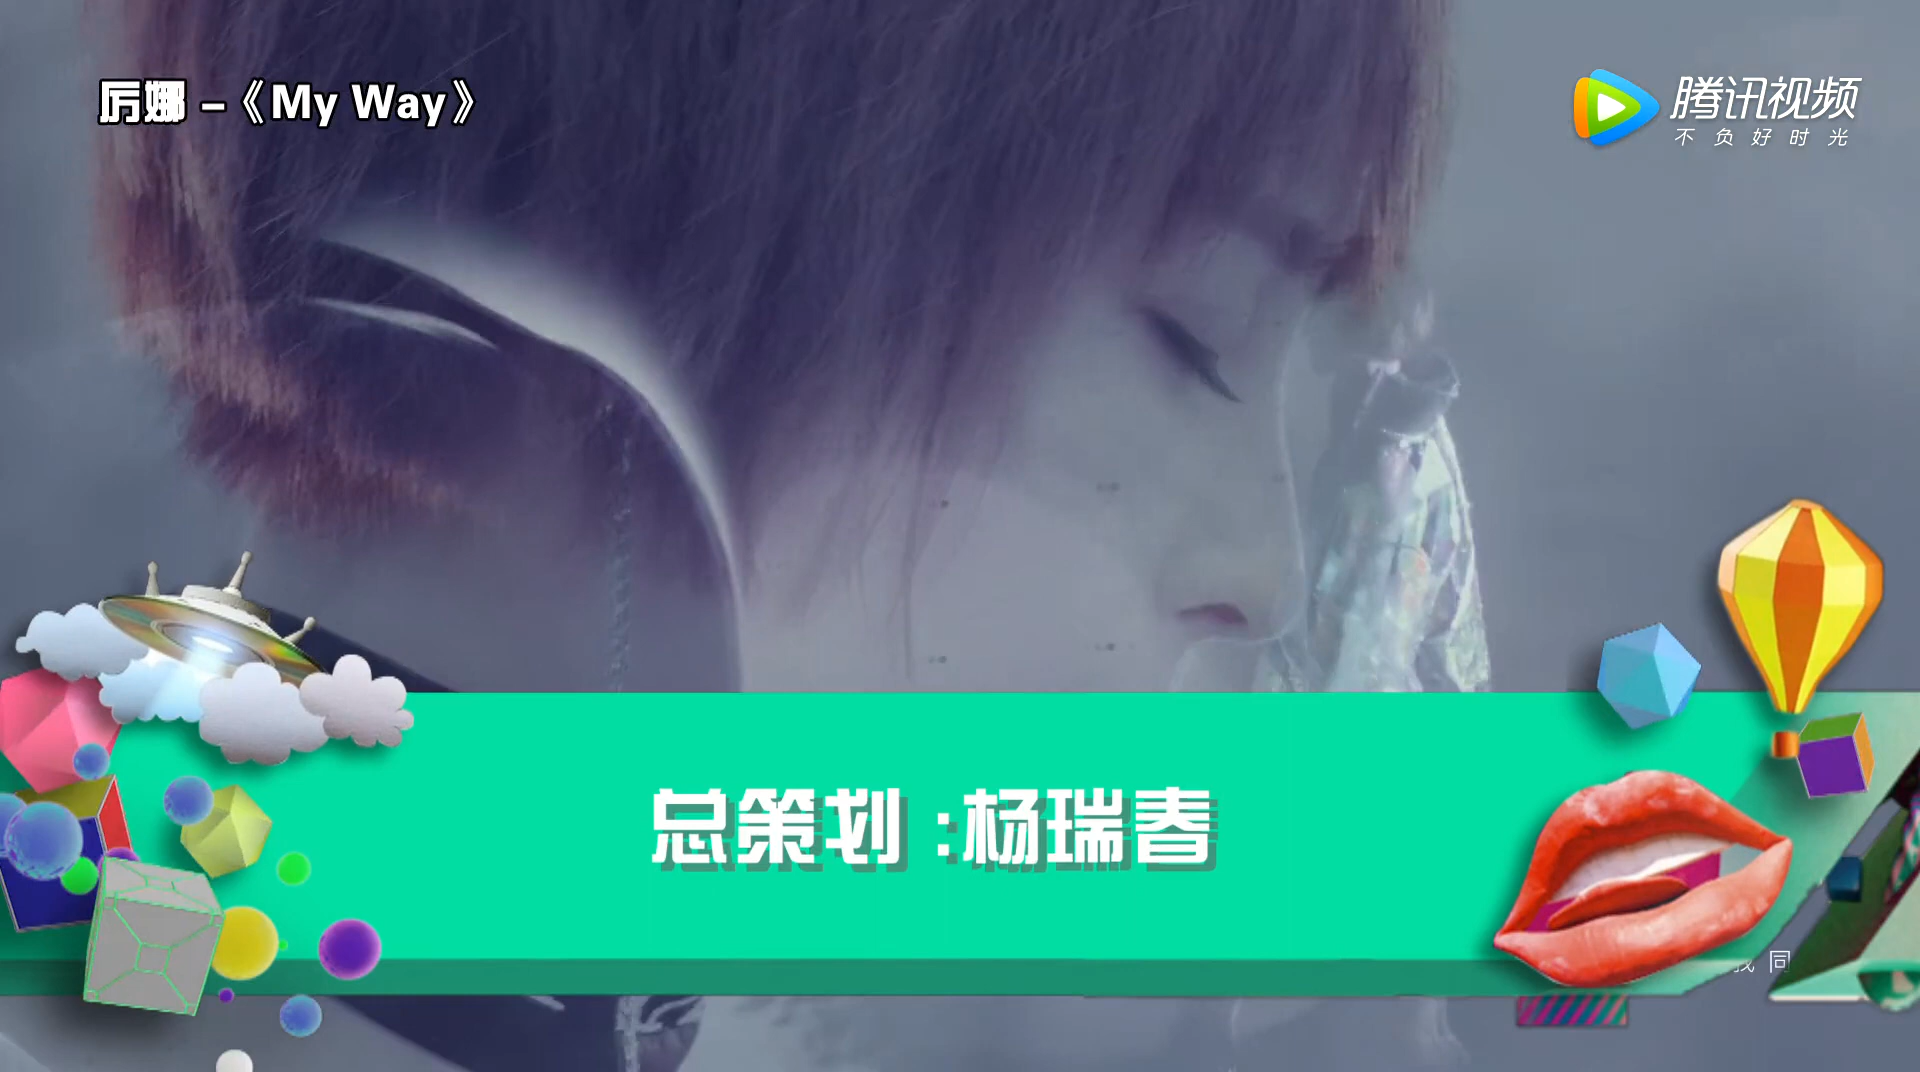 厉娜 –《My Way》
腾讯视频
不负好时光
总策划 :杨瑞春
同